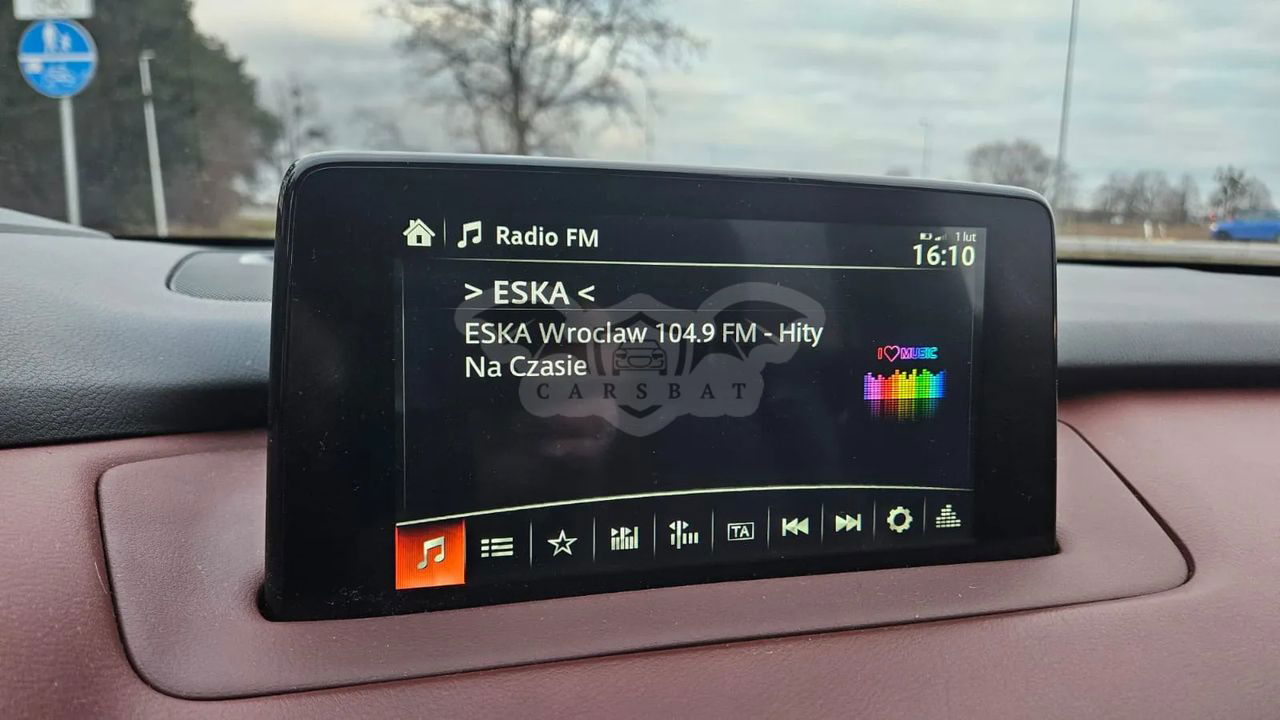 Radio FM
1 lut
16:10
> ESKA <
ESKA Wroclaw 104.9 FM - Hity
Na Czasie
I MUSIC
CARSBAT
TA